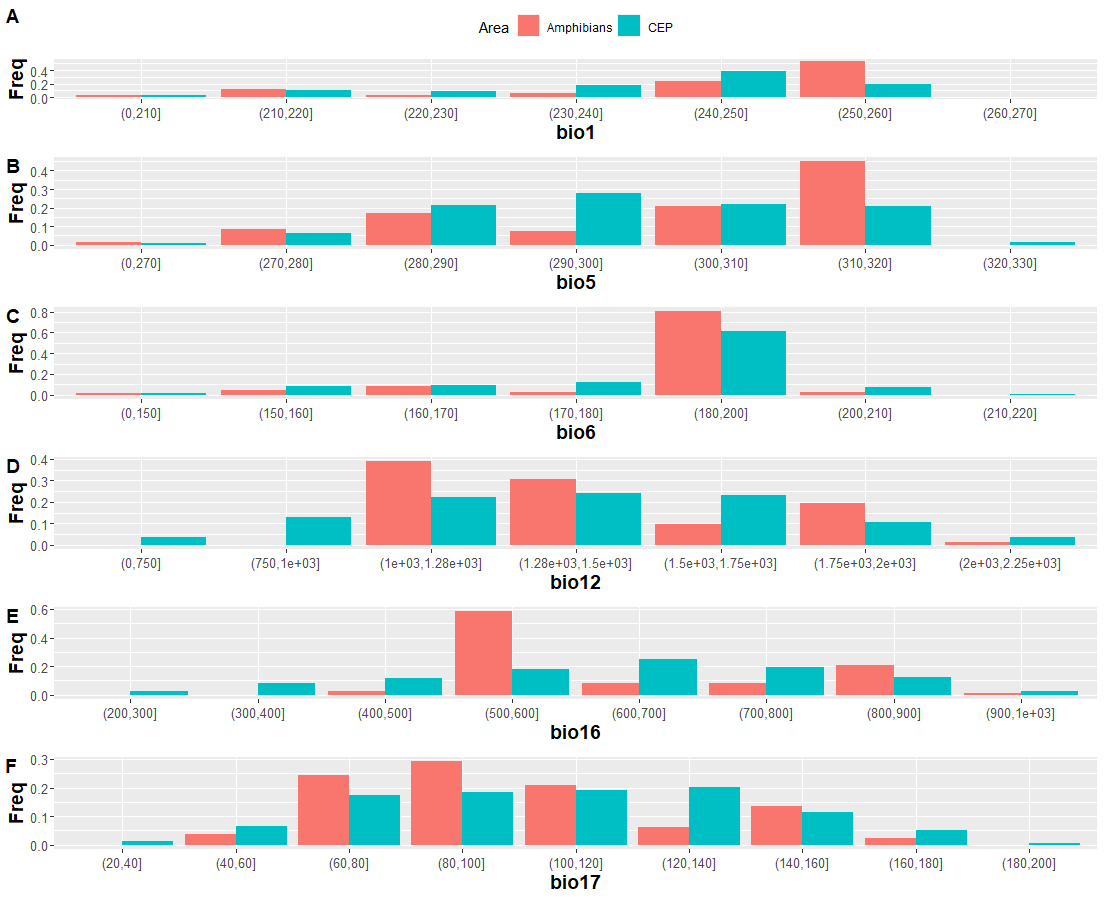 A
Area Amphibians CEP
Freq
0.4
0.2
0.0
(0,210] (210,220] (220,230] (230,240] (240,250] (250,260] (260,270]
bio1
B
Freq
0.4
0.3
0.2
0.1
0.0
(0,270] (270,280] (280,290] (290,300] (300,310] (310,320] (320,330]
bio5
C
Freq
0.8
0.6
0.4
0.2
0.0
(0,150] (150,160] (160,170] (170,180] (180,200] (200,210] (210,220]
bio6
D
Freq
0.4
0.3
0.2
0.1
0.0
(0,750] (750,1e+03] (1e+03,1.28e+03] (1.28e+03,1.5e+03] (1.5e+03,1.75e+03] (1.75e+03,2e+03] (2e+03,2.25e+03]
bio12
E
Freq
0.6
0.4
0.2
0.0
(200,300] (300,400] (400,500] (500,600] (600,700] (700,800] (800,900] (900,1e+03]
bio16
F
Freq
0.3
0.2
0.1
0.0
(20,40] (40,60] (60,80] (80,100] (100,120] (120,140] (140,160] (160,180] (180,200]
bio17